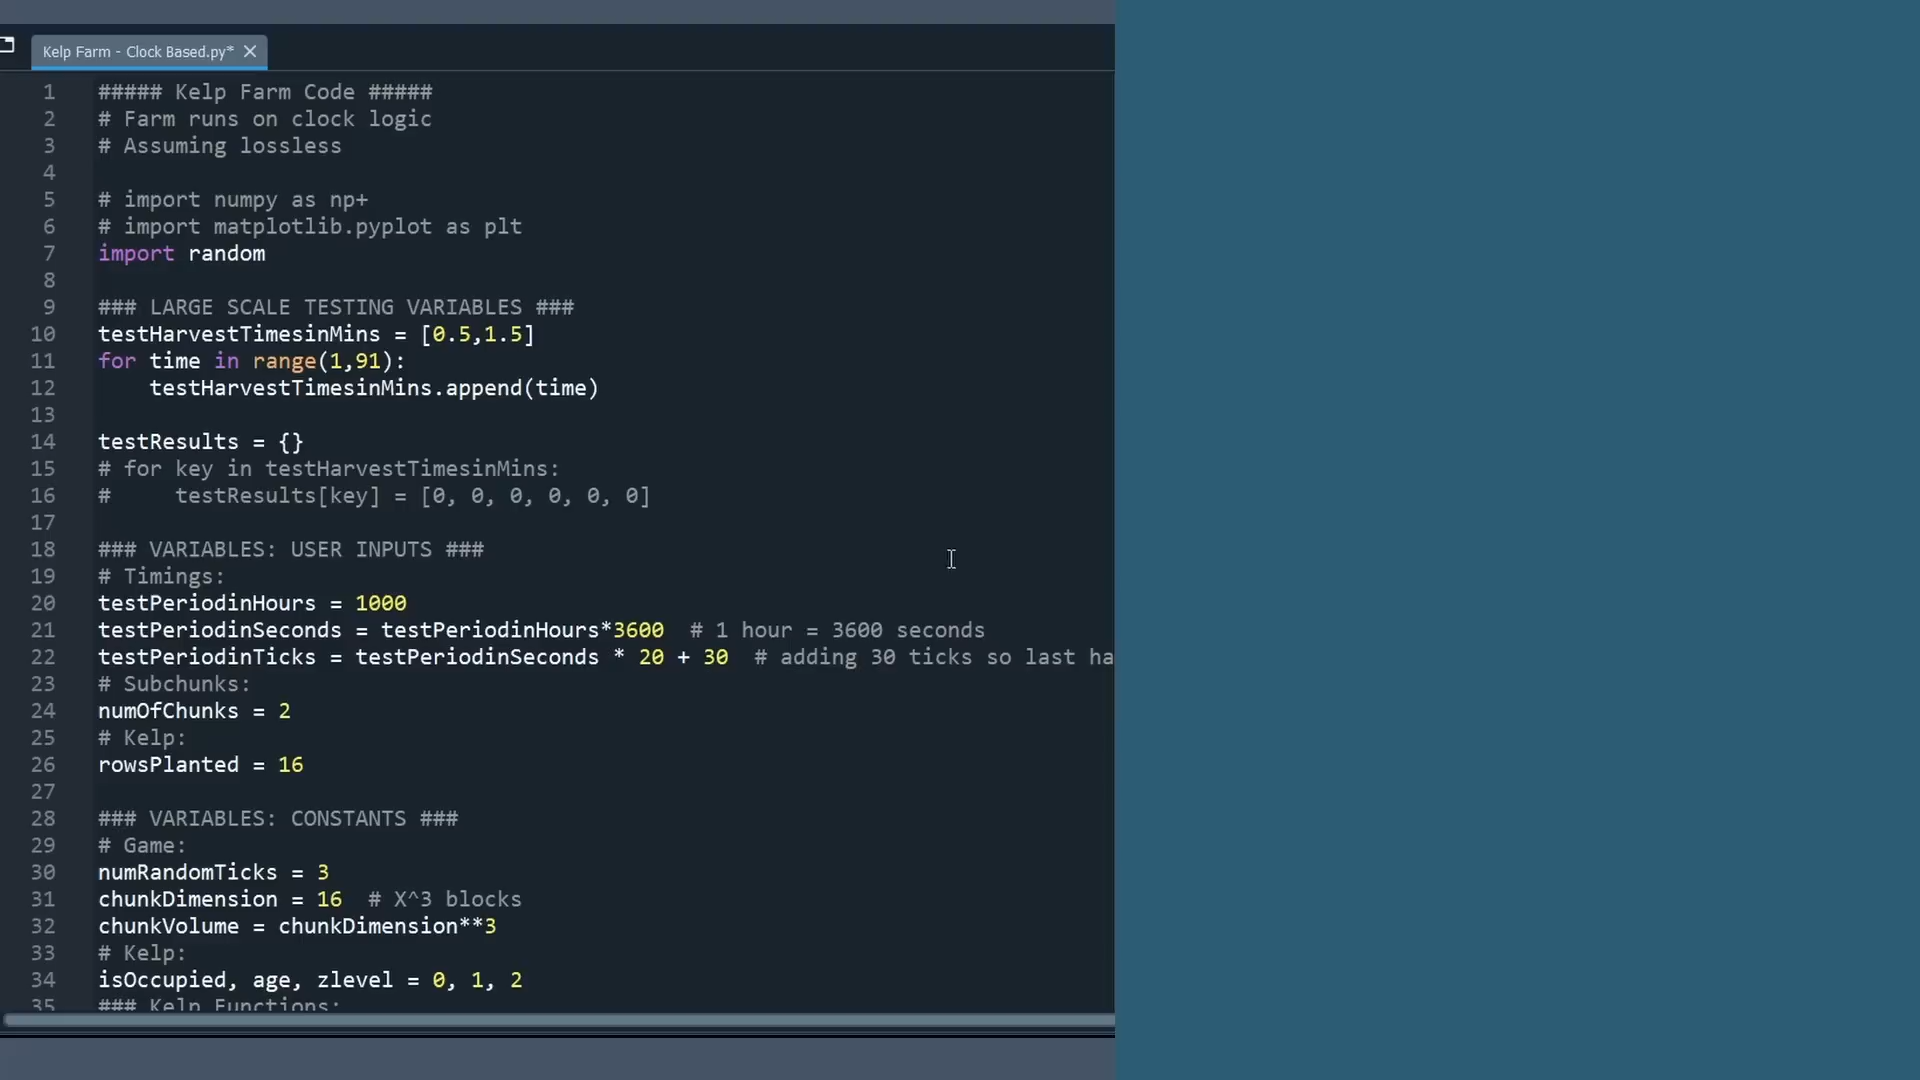 Kelp Farm - Clock Based.py*
1 ##### Kelp Farm Code #####
2 # Farm runs on clock logic
3 # Assuming lossless
4
5 # import numpy as np+
6 # import matplotlib.pyplot as plt
7 import random
8
9 ### LARGE SCALE TESTING VARIABLES ###
10 testHarvestTimesinMins = [0.5,1.5]
11 for time in range(1,91):
12     testHarvestTimesinMins.append(time)
13
14 testResults = {}
15 # for key in testHarvestTimesinMins:
16 #     testResults[key] = [0, 0, 0, 0, 0, 0]
17
18 ### VARIABLES: USER INPUTS ###
19 # Timings:
20 testPeriodinHours = 1000
21 testPeriodinSeconds = testPeriodinHours*3600  # 1 hour = 3600 seconds
22 testPeriodinTicks = testPeriodinSeconds * 20 + 30  # adding 30 ticks so last ha
23 # Subchunks:
24 numOfChunks = 2
25 # Kelp:
26 rowsPlanted = 16
27
28 ### VARIABLES: CONSTANTS ###
29 # Game:
30 numRandomTicks = 3
31 chunkDimension = 16  # X^3 blocks
32 chunkVolume = chunkDimension**3
33 # Kelp:
34 isOccupied, age, zlevel = 0, 1, 2
35 ### Kelp Functions: